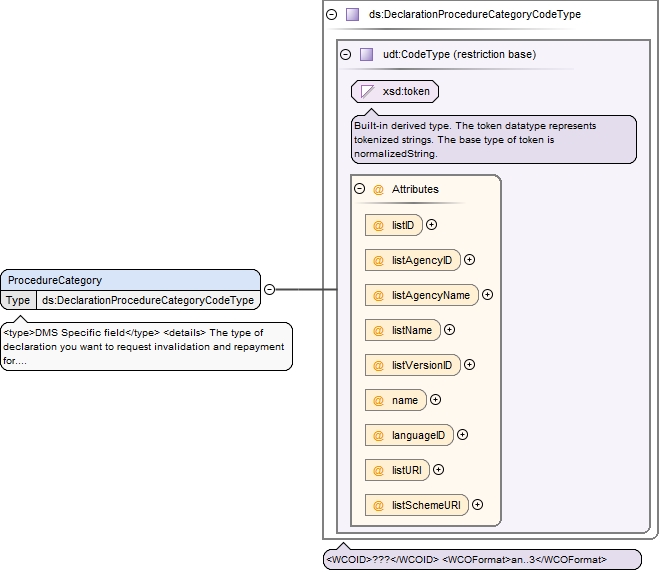 ds:DeclarationProcedureCategoryCodeType
udt:CodeType (restriction base)
xsd:token
Built-in derived type. The token datatype represents
tokenized strings. The base type of token is
normalizedString.
@ Attributes
@ listID
@ listAgencyID
@ listAgencyName
@ listName
@ listVersionID
@ name
@ languageID
@ listURI
@ listSchemeURI
ProcedureCategory
Type ds:DeclarationProcedureCategoryCodeType
<type>DMS Specific field</type> <details> The type of
declaration you want to request invalidation and repayment
for....
<WCOID>???</WCOID> <WCOFormat>an..3</WCOFormat>